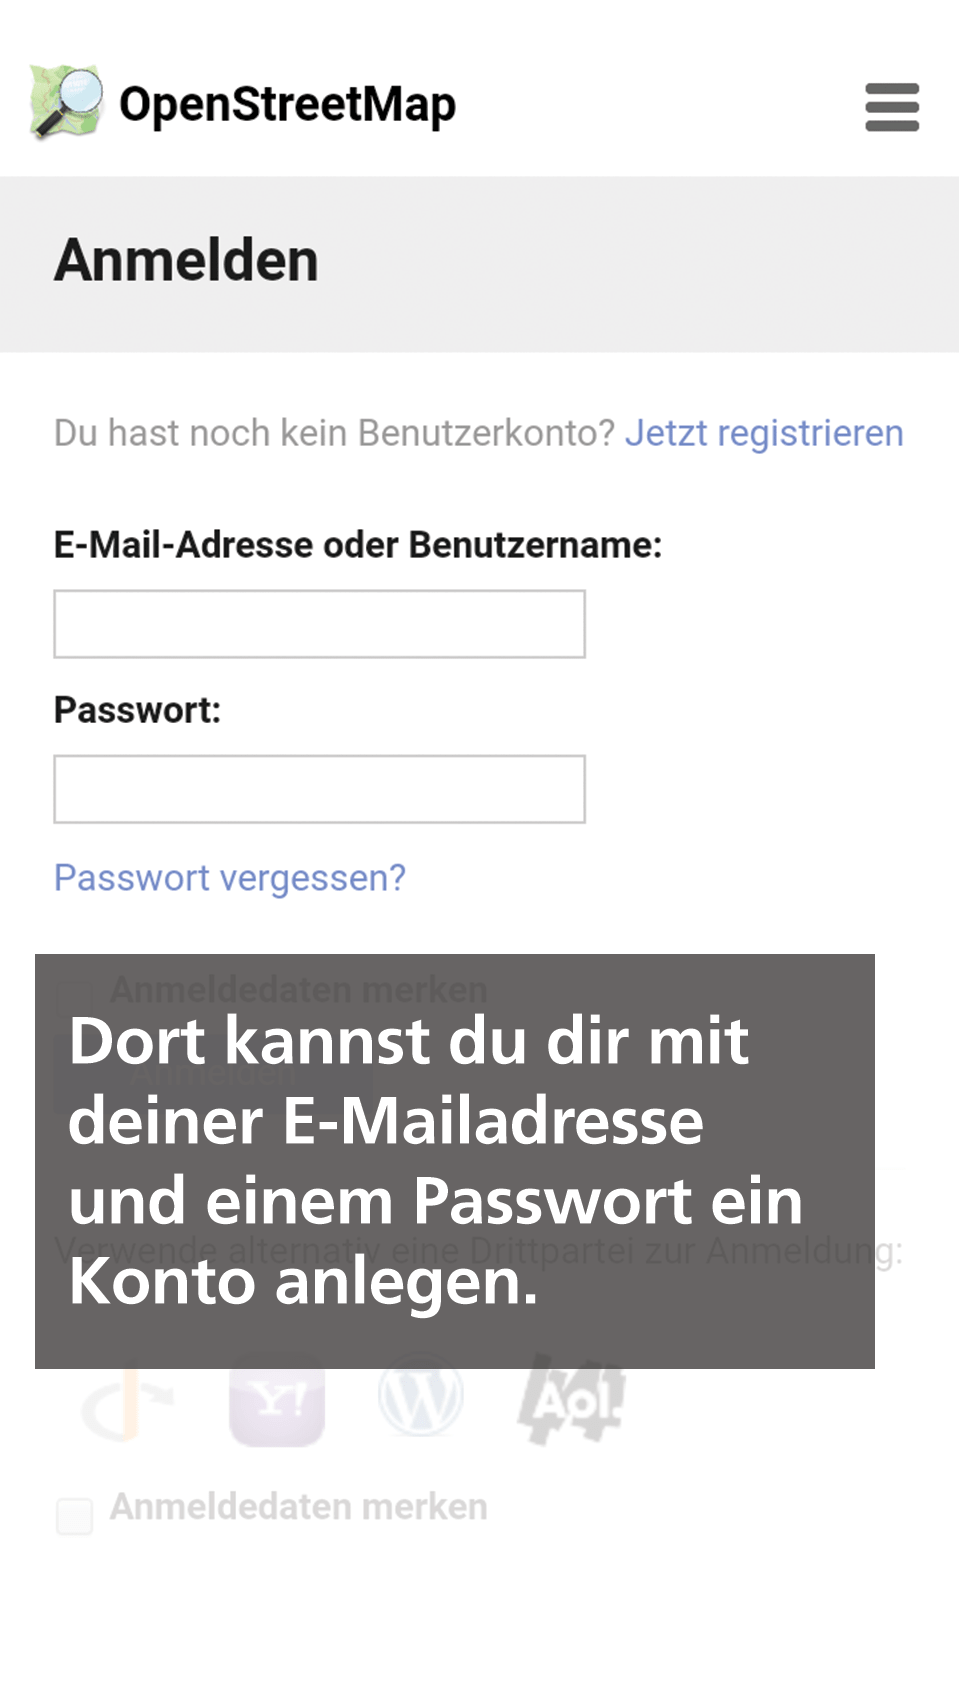 OpenStreetMap
Anmelden
Du hast noch kein Benutzerkonto? Jetzt registrieren
E-Mail-Adresse oder Benutzername:
Passwort:
Passwort vergessen?
Anmeldedaten merken
Anmelden
Dort kannst du dir mit
deiner E-Mailadresse
und einem Passwort ein
Konto anlegen.
Verwende alternativ eine Drittpartei zur Anmeldung:
Y!
W
Aol.
Anmeldedaten merken